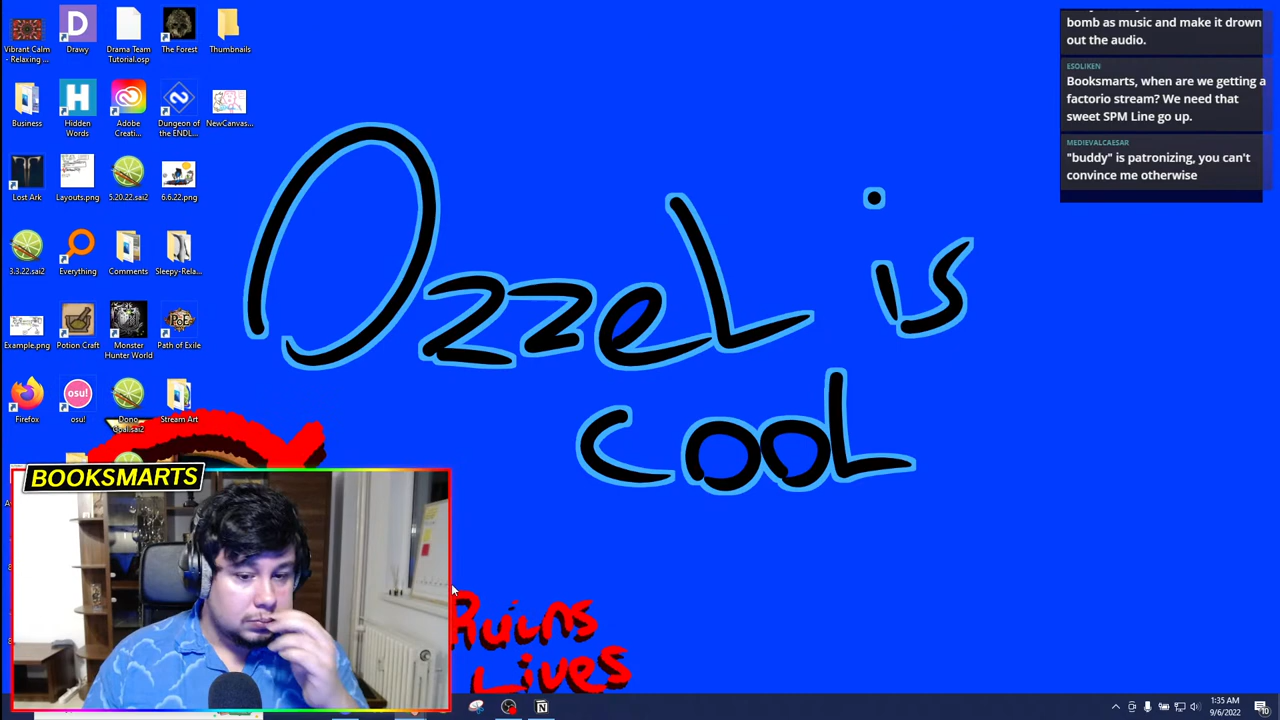 Vibrant Calm - Relaxing ...
Drawy
Drama Team Tutorial.osp
The Forest
Thumbnails
Business
Hidden Words
Adobe Creati...
Dungeon of the ENDL...
NewCanvas...
Lost Ark
Layouts.png
5.20.22.sai2
6.6.22.png
3.3.22.sai2
Everything
Comments
Sleepy-Rela...
Example.png
Potion Craft
Monster Hunter World
Path of Exile
Firefox
osu!
Dono Goal.sai2
Stream Art
Ozzel is
cool
Ruins
Lives
BOOKSMARTS
bomb as music and make it drown
out the audio.
ESOLIKEN
Booksmarts, when are we getting a
factorio stream? We need that
sweet SPM Line go up.
MEDIEVALCAESAR
"buddy" is patronizing, you can't
convince me otherwise
1:35 AM
9/6/2022